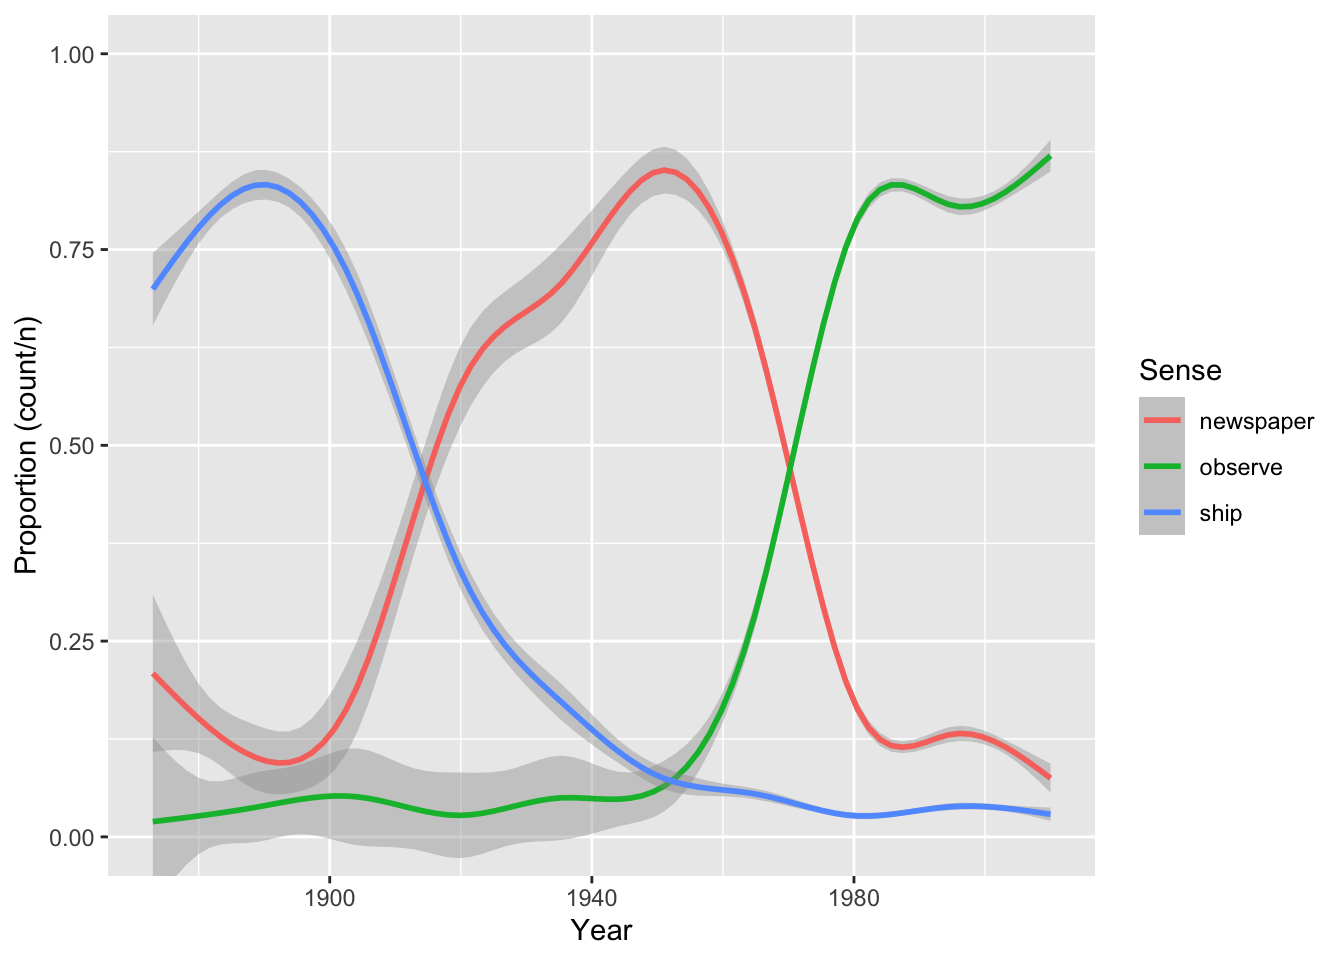 1.00
0.75
0.50
0.25
0.00
Proportion (count/n)
1900
1940
1980
Year
Sense
newspaper
observe
ship